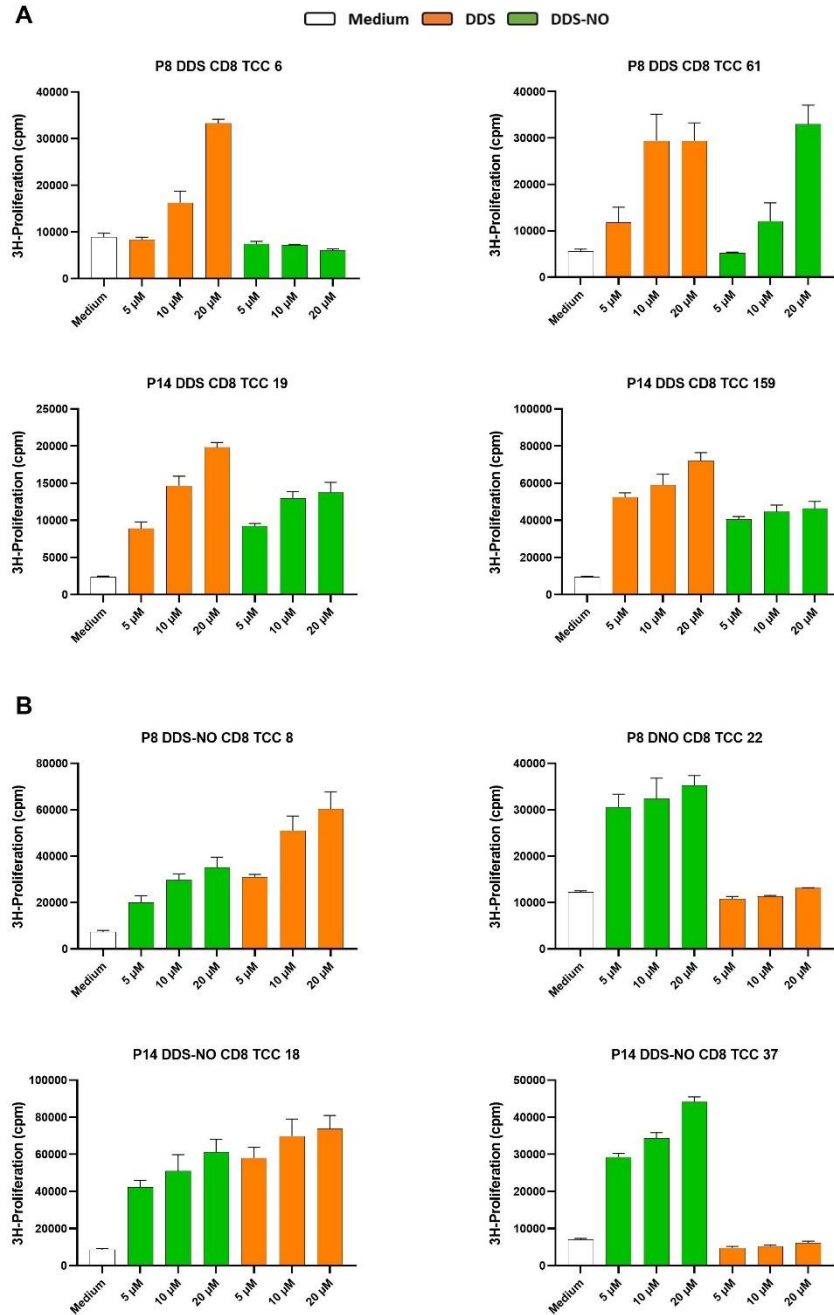 A
Medium DDS DDS-NO
P8 DDS CD8 TCC 6
3H-Proliferation (cpm)
40000
30000
20000
10000
0
Medium 5 µM 10 µM 20 µM 5 µM 10 µM 20 µM
P8 DDS CD8 TCC 61
3H-Proliferation (cpm)
40000
30000
20000
10000
0
Medium 5 µM 10 µM 20 µM 5 µM 10 µM 20 µM
P14 DDS CD8 TCC 19
3H-Proliferation (cpm)
25000
20000
15000
10000
5000
0
Medium 5 µM 10 µM 20 µM 5 µM 10 µM 20 µM
P14 DDS CD8 TCC 159
3H-Proliferation (cpm)
100000
80000
60000
40000
20000
0
Medium 5 µM 10 µM 20 µM 5 µM 10 µM 20 µM
B
P8 DDS-NO CD8 TCC 8
3H-Proliferation (cpm)
80000
60000
40000
20000
0
Medium 5 µM 10 µM 20 µM 5 µM 10 µM 20 µM
P8 DNO CD8 TCC 22
3H-Proliferation (cpm)
40000
30000
20000
10000
0
Medium 5 µM 10 µM 20 µM 5 µM 10 µM 20 µM
P14 DDS-NO CD8 TCC 18
3H-Proliferation (cpm)
100000
80000
60000
40000
20000
0
Medium 5 µM 10 µM 20 µM 5 µM 10 µM 20 µM
P14 DDS-NO CD8 TCC 37
3H-Proliferation (cpm)
50000
40000
30000
20000
10000
0
Medium 5 µM 10 µM 20 µM 5 µM 10 µM 20 µM